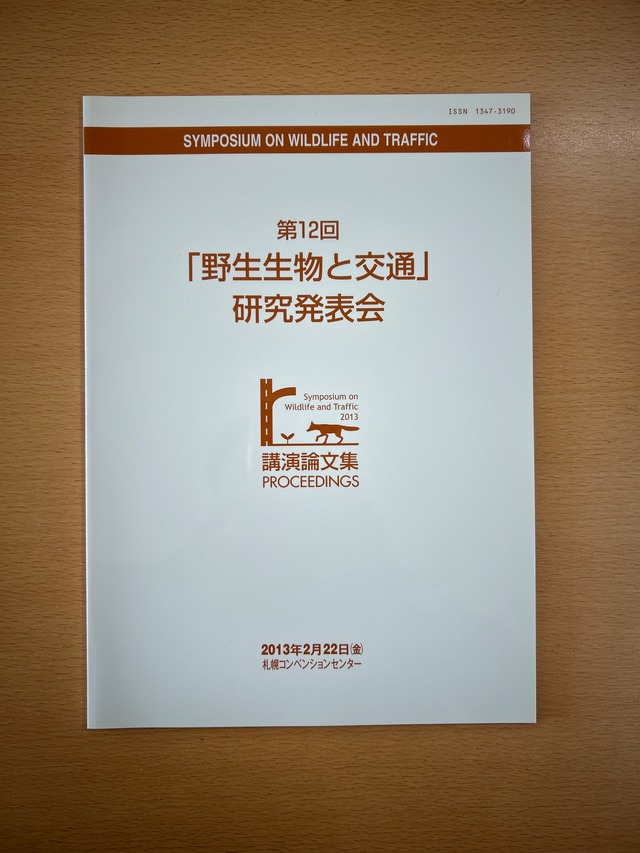 ISSN 1347-3190
SYMPOSIUM ON WILDLIFE AND TRAFFIC
第12回
「野生生物と交通」
研究発表会
Symposium on
Wildlife and Traffic
2013
講演論文集
PROCEEDINGS
2013年2月22日㈮
札幌コンベンションセンター